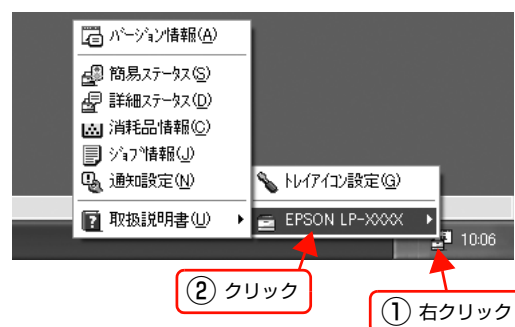 バージョン情報(A)
簡易ステータス(S)
詳細ステータス(D)
消耗品情報(C)
ジョブ情報(J)
通知設定(N)
取扱説明書(U)
トレイアイコン設定(G)
EPSON LP-XXXX
10:06
② クリック
① 右クリック